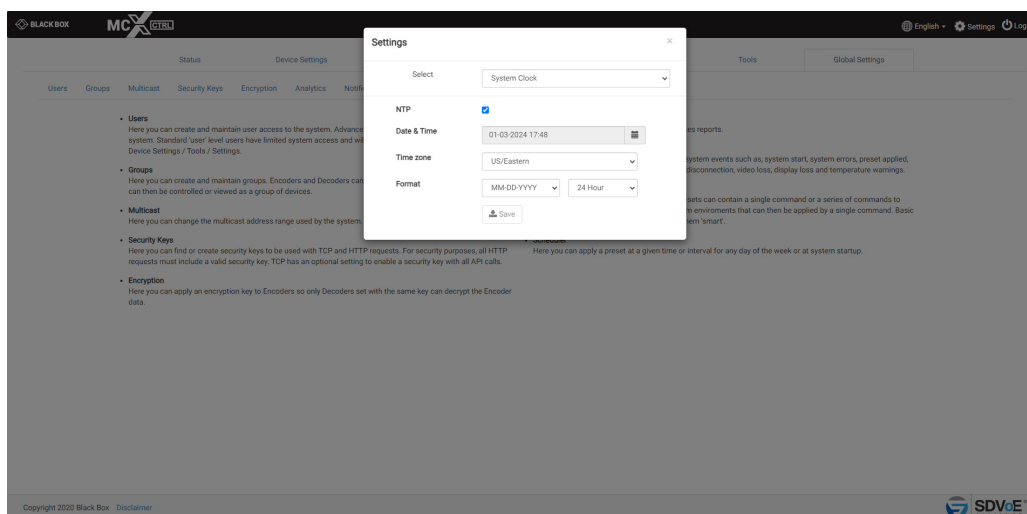 BLACK BOX
MCX CTRL
English
Settings
Log
Settings
×
Status
Device Settings
Tools
Global Settings
Select
System Clock
Users
Groups
Multicast
Security Keys
Encryption
Analytics
NTP
Date & Time
01-03-2024 17:48
Time zone
US/Eastern
Format
MM-DD-YYYY
24 Hour
Save
• Users
Here you can create and maintain user access to the system. Advance
system. Standard 'user' level users have limited system access and wil
Device Settings / Tools / Settings.
• Groups
Here you can create and maintain groups. Encoders and Decoders can
can then be controlled or viewed as a group of devices.
• Multicast
Here you can change the multicast address range used by the system.
• Security Keys
Here you can find or create security keys to be used with TCP and HTTP requests. For security purposes, all HTTP
requests must include a valid security key. TCP has an optional setting to enable a security key with all API calls.
• Encryption
Here you can apply an encryption key to Encoders so only Decoders set with the same key can decrypt the Encoder
data.
es reports.
system events such as, system start, system errors, preset applied,
disconnection, video loss, display loss and temperature warnings.
sets can contain a single command or a series of commands to
enviroments that can then be applied by a single command. Basic
em 'smart'.
• Scheduler
Here you can apply a preset at a given time or interval for any day of the week or at system startup.
Copyright 2020 Black Box Disclaimer
SDVoE